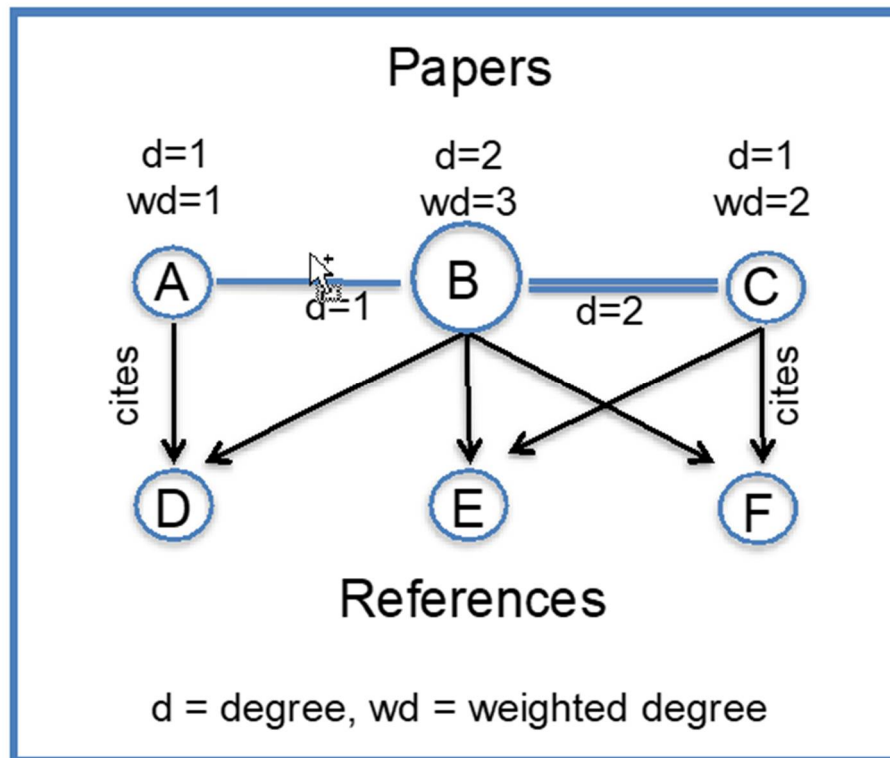 Papers
d=1
wd=1
d=2
wd=3
d=1
wd=2
A
B
C
d=1
d=2
cites
cites
D
E
F
References
d = degree, wd = weighted degree